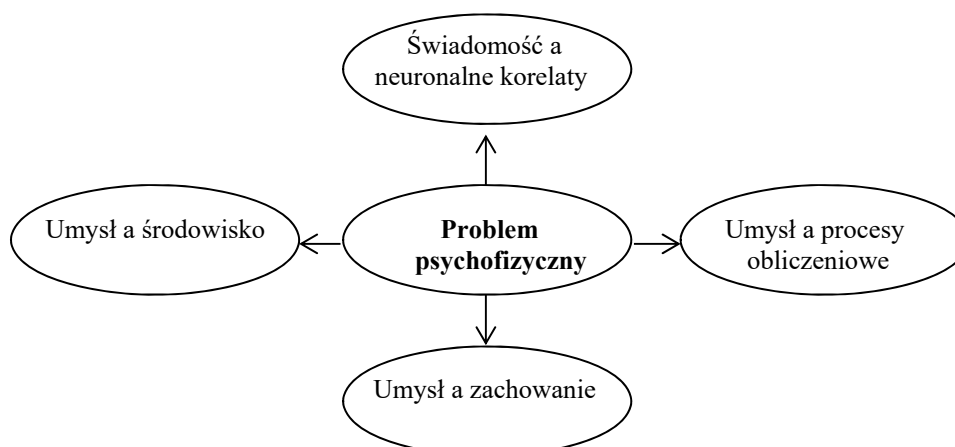 Świadomość a
neuronalne korelaty
Umysł a środowisko
Problem
psychofizyczny
Umysł a procesy
obliczeniowe
Umysł a zachowanie